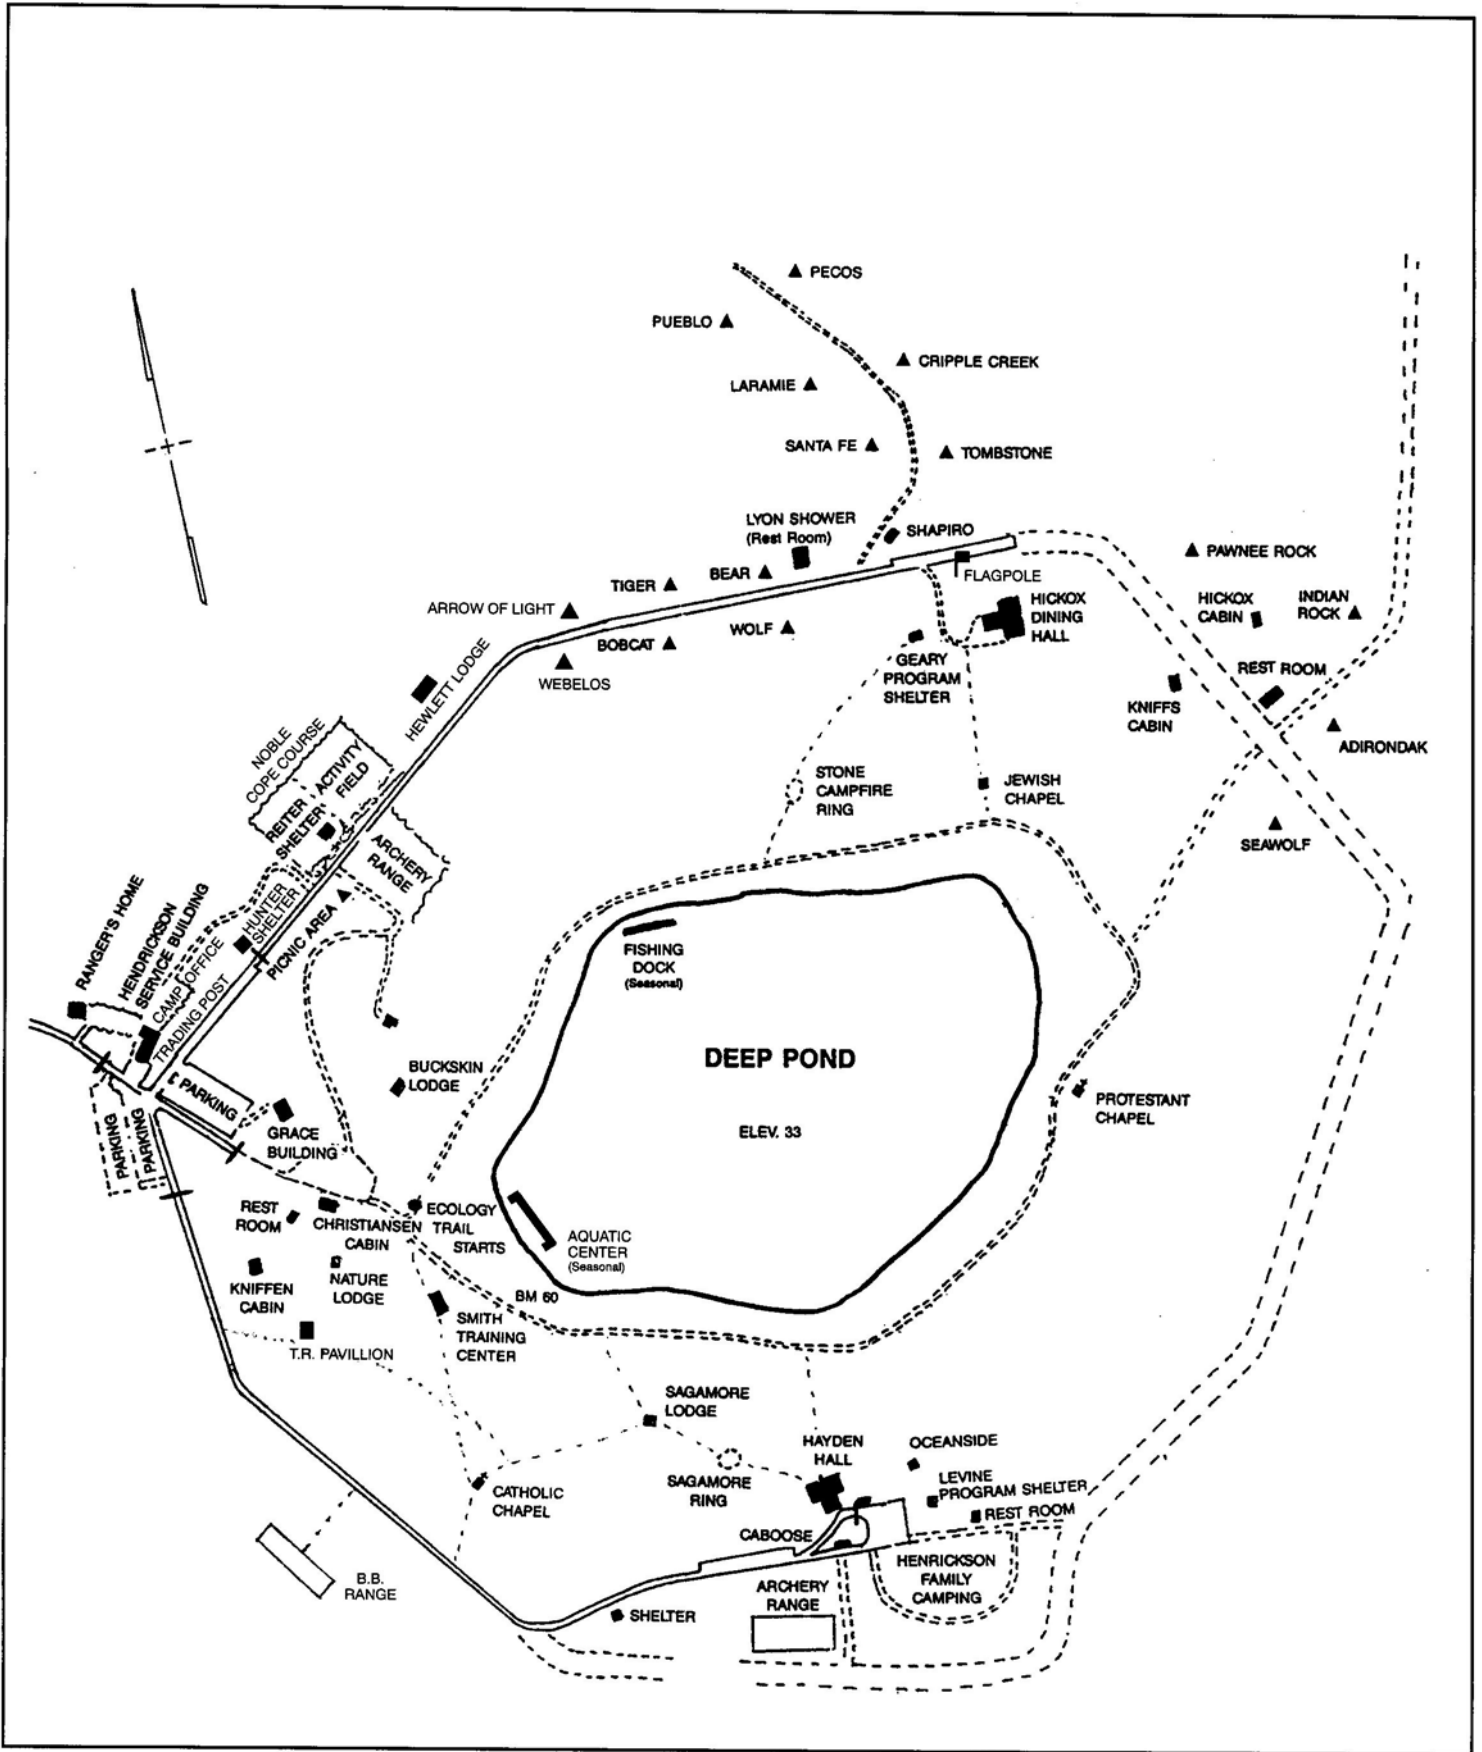 PECOS
PUEBLO
CRIPPLE CREEK
LARAMIE
SANTA FE
TOMBSTONE
LYON SHOWER
(Rest Room)
SHAPIRO
FLAGPOLE
BEAR
TIGER
ARROW OF LIGHT
WOLF
BOBCAT
WEBELOS
HEWLETT LODGE
HICKOX
DINING
HALL
GEARY
PROGRAM
SHELTER
PAWNEE ROCK
HICKOX
CABIN
INDIAN
ROCK
REST ROOM
KNIFFS
CABIN
ADIRONDAK
SEAWOLF
STONE
CAMPFIRE
RING
JEWISH
CHAPEL
NOBLE
COPE COURSE
ACTIVITY
FIELD
REITER
SHELTER
ARCHERY
RANGE
HUNTER
SHELTER
PICNIC AREA
RANGER'S HOME
HENDRICKSON
SERVICE BUILDING
CAMP OFFICE
TRADING POST
PARKING
PARKING
PARKING
GRACE
BUILDING
BUCKSKIN
LODGE
FISHING
DOCK
(Seasonal)
DEEP POND
ELEV. 33
PROTESTANT
CHAPEL
ECOLOGY
TRAIL
STARTS
AQUATIC
CENTER
(Seasonal)
BM 60
REST
ROOM
CHRISTIANSEN
CABIN
KNIFFEN
CABIN
NATURE
LODGE
SMITH
TRAINING
CENTER
T.R. PAVILLION
SAGAMORE
LODGE
SAGAMORE
RING
HAYDEN
HALL
OCEANSIDE
LEVINE
PROGRAM SHELTER
REST ROOM
CATHOLIC
CHAPEL
CABOOSE
HENRICKSON
FAMILY
CAMPING
B.B.
RANGE
ARCHERY
RANGE
SHELTER